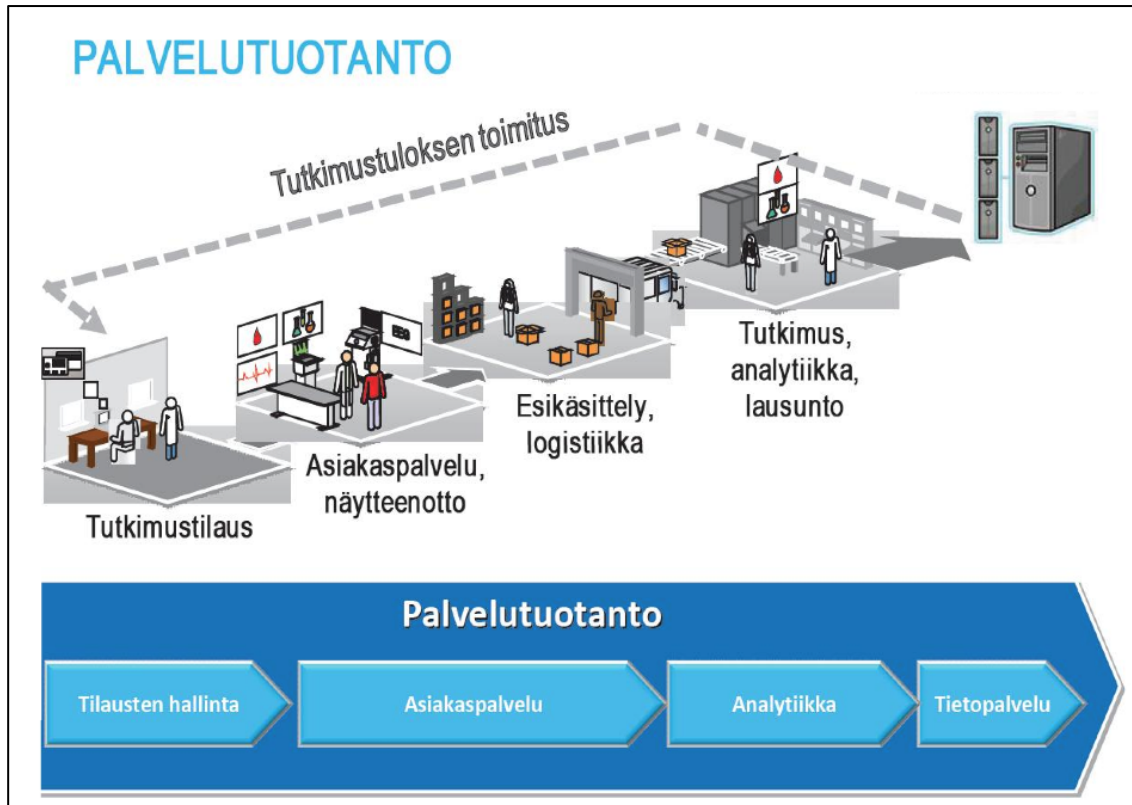 PALVELUTUOTANTO
Tutkimustuloksen toimitus
Tutkimustilaus
Asiakaspalvelu,
näytteenotto
Esikäsittely,
logistiikka
Tutkimus,
analytiikka,
lausunto
Palvelutuotanto
Tilausten hallinta
Asiakaspalvelu
Analytiikka
Tietopalvelu